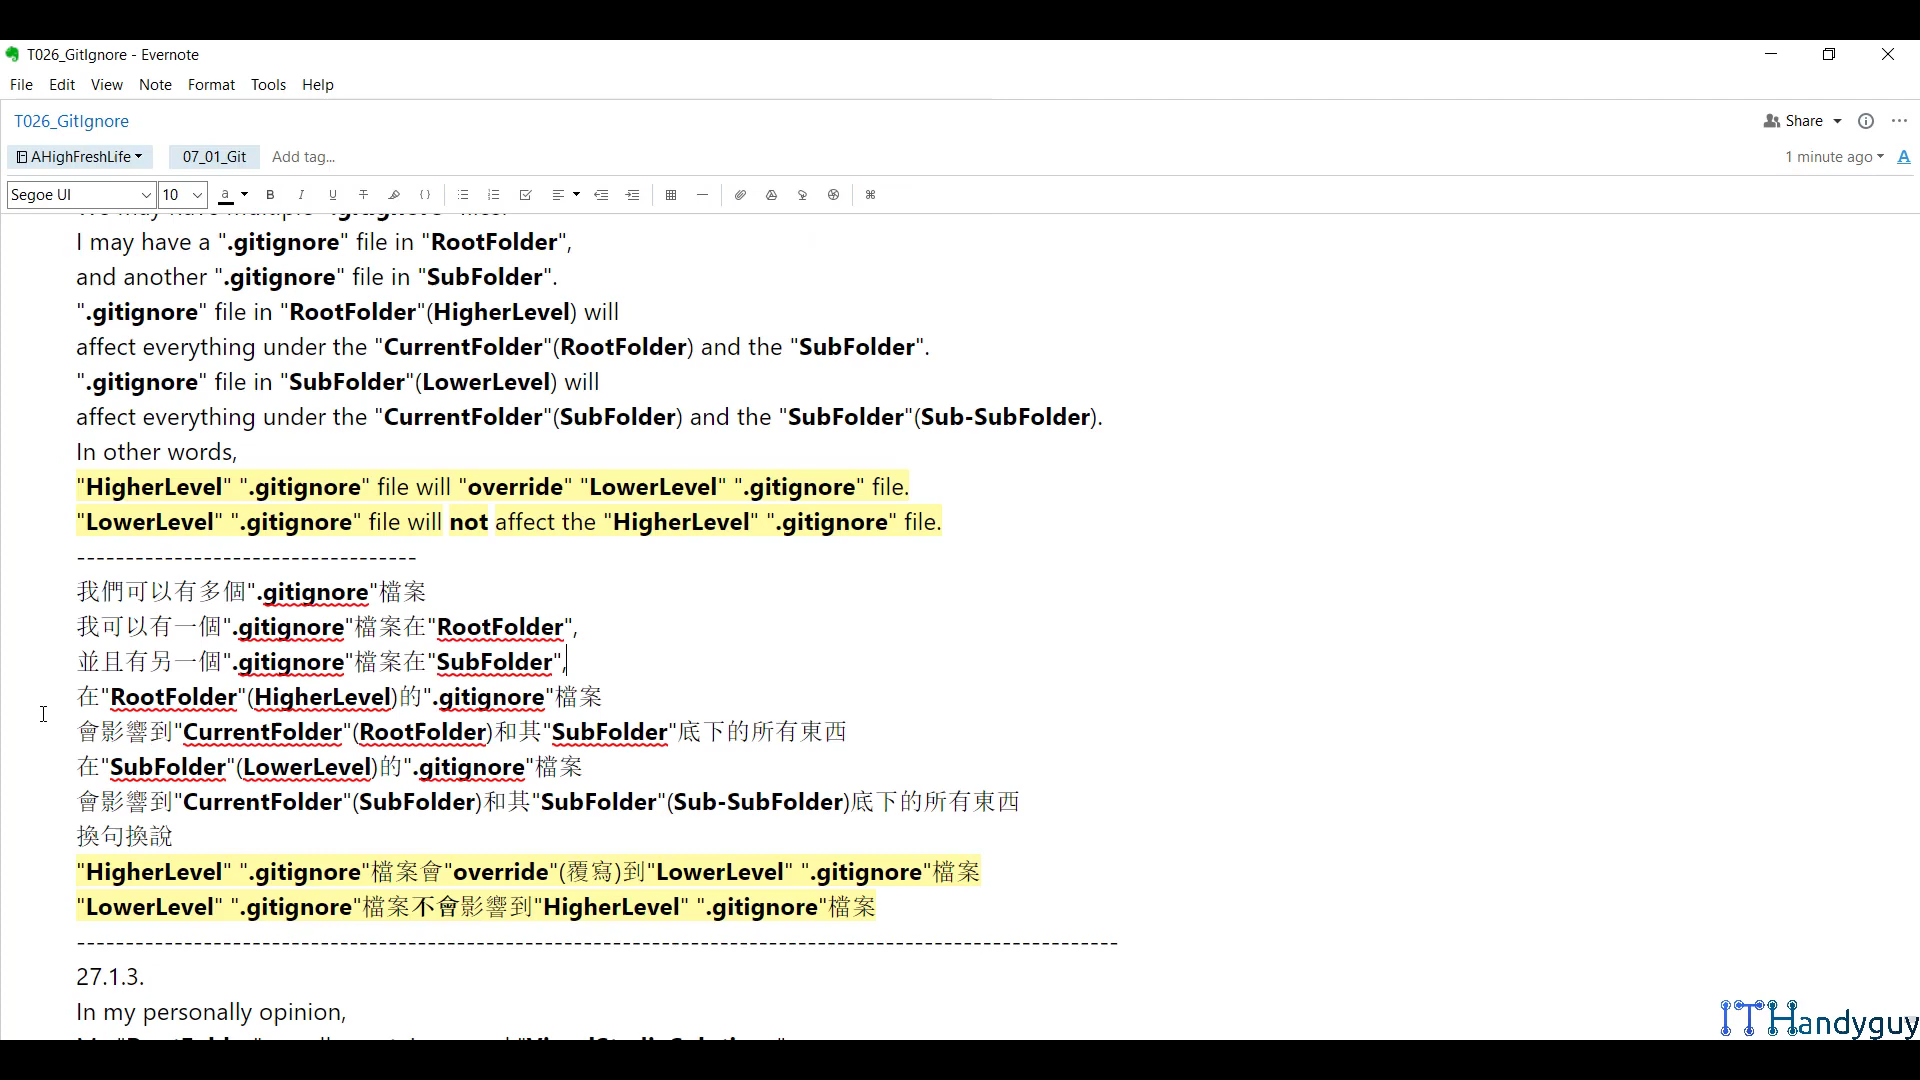 T026_GitIgnore - Evernote
File Edit View Note Format Tools Help
T026_GitIgnore
Share
AHighFreshLife 07_01_Git Add tag...
1 minute ago
Segoe UI 10
We may have multiple ".gitignore" files.
I may have a ".gitignore" file in "RootFolder",
and another ".gitignore" file in "SubFolder".
".gitignore" file in "RootFolder"(HigherLevel) will
affect everything under the "CurrentFolder"(RootFolder) and the "SubFolder".
".gitignore" file in "SubFolder"(LowerLevel) will
affect everything under the "CurrentFolder"(SubFolder) and the "SubFolder"(Sub-SubFolder).
In other words,
"HigherLevel" ".gitignore" file will "override" "LowerLevel" ".gitignore" file.
"LowerLevel" ".gitignore" file will not affect the "HigherLevel" ".gitignore" file.
-----------------------------------
我們可以有多個".gitignore"檔案
我可以有一個".gitignore"檔案在"RootFolder",
並且有另一個".gitignore"檔案在"SubFolder",
在"RootFolder"(HigherLevel)的".gitignore"檔案
會影響到"CurrentFolder"(RootFolder)和其"SubFolder"底下的所有東西
在"SubFolder"(LowerLevel)的".gitignore"檔案
會影響到"CurrentFolder"(SubFolder)和其"SubFolder"(Sub-SubFolder)底下的所有東西
換句換說
"HigherLevel" ".gitignore"檔案會"override"(覆寫)到"LowerLevel" ".gitignore"檔案
"LowerLevel" ".gitignore"檔案不會影響到"HigherLevel" ".gitignore"檔案
-----------------------------------------------------------------------------------------------------------
27.1.3.
In my personally opinion,
ITHandyguy